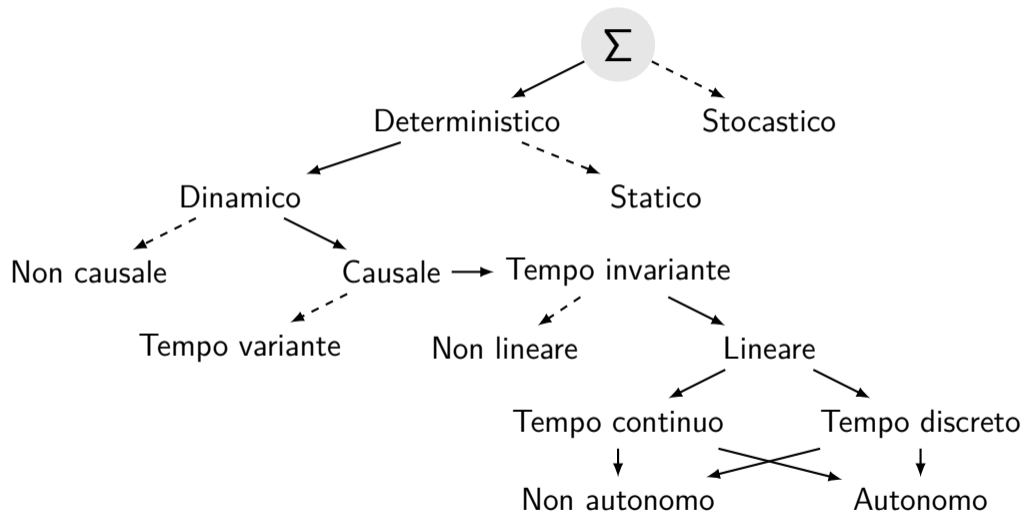 Σ
Deterministico
Stocastico
Dinamico
Statico
Non causale
Causale
Tempo invariante
Tempo variante
Non lineare
Lineare
Tempo continuo
Tempo discreto
Non autonomo
Autonomo